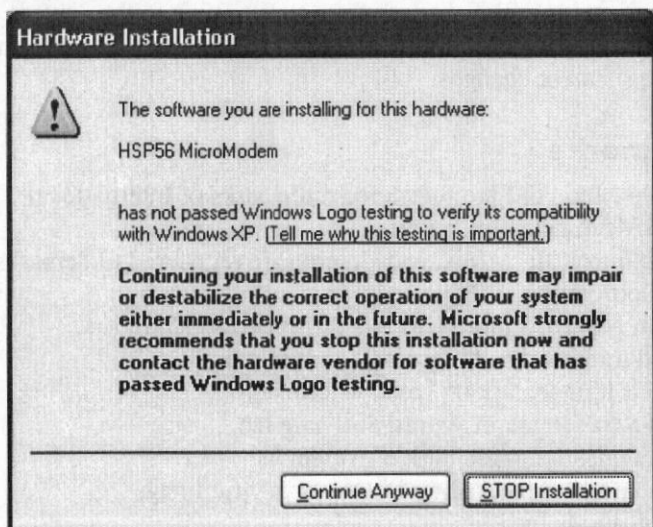 Hardware Installation
The software you are installing for this hardware:
HSP56 MicroModem
has not passed Windows Logo testing to verify its compatibility
with Windows XP. (Tell me why this testing is important.)
Continuing your installation of this software may impair
or destabilize the correct operation of your system
either immediately or in the future. Microsoft strongly
recommends that you stop this installation now and
contact the hardware vendor for software that has
passed Windows Logo testing.
Continue Anyway
STOP Installation